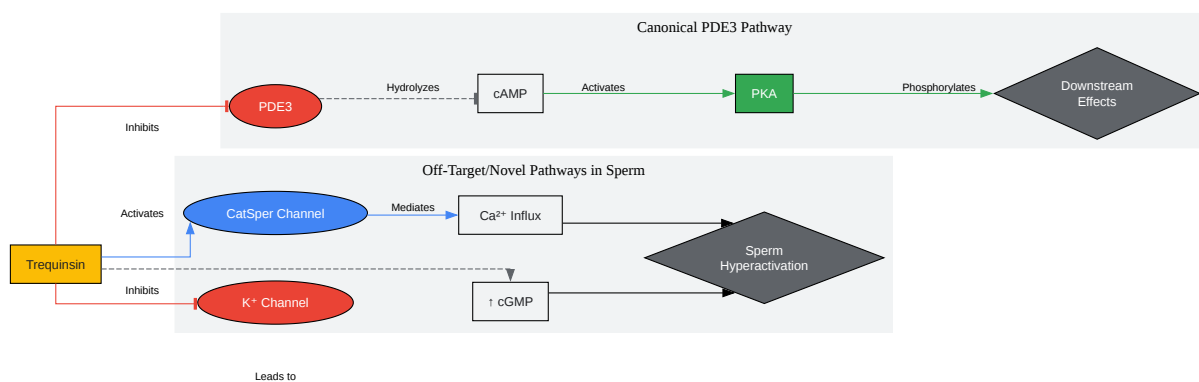 Canonical PDE3 Pathway
PDE3
Hydrolyzes
cAMP
Activates
PKA
Phosphorylates
Downstream
Effects
Inhibits
Off-Target/Novel Pathways in Sperm
Activates
CatSper Channel
Mediates
Ca²⁺ Influx
Sperm
Hyperactivation
Trequinsin
Inhibits
K⁺ Channel
↑ cGMP
Leads to